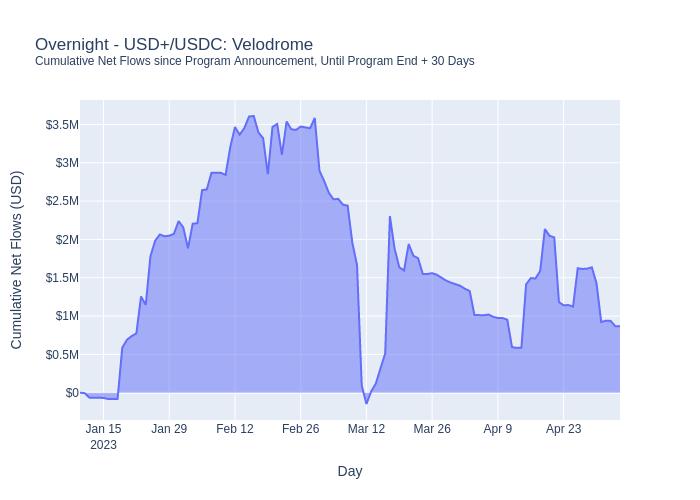 Overnight - USD+/USDC: Velodrome
Cumulative Net Flows since Program Announcement, Until Program End + 30 Days
Cumulative Net Flows (USD)
$3.5M
$3M
$2.5M
$2M
$1.5M
$1M
$0.5M
$0
Jan 15 Jan 29 Feb 12 Feb 26 Mar 12 Mar 26 Apr 9 Apr 23
2023
Day